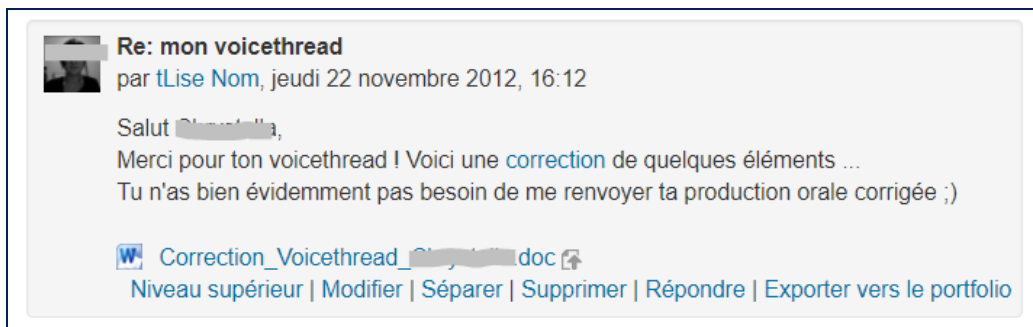 Re: mon voicethread
par tLise Nom, jeudi 22 novembre 2012, 16:12
Salut
Merci pour ton voicethread ! Voici une correction de quelques éléments ...
Tu n'as bien évidemment pas besoin de me renvoyer ta production orale corrigée ;)
Correction_Voicethread_ .doc
Niveau supérieur | Modifier | Séparer | Supprimer | Répondre | Exporter vers le portfolio